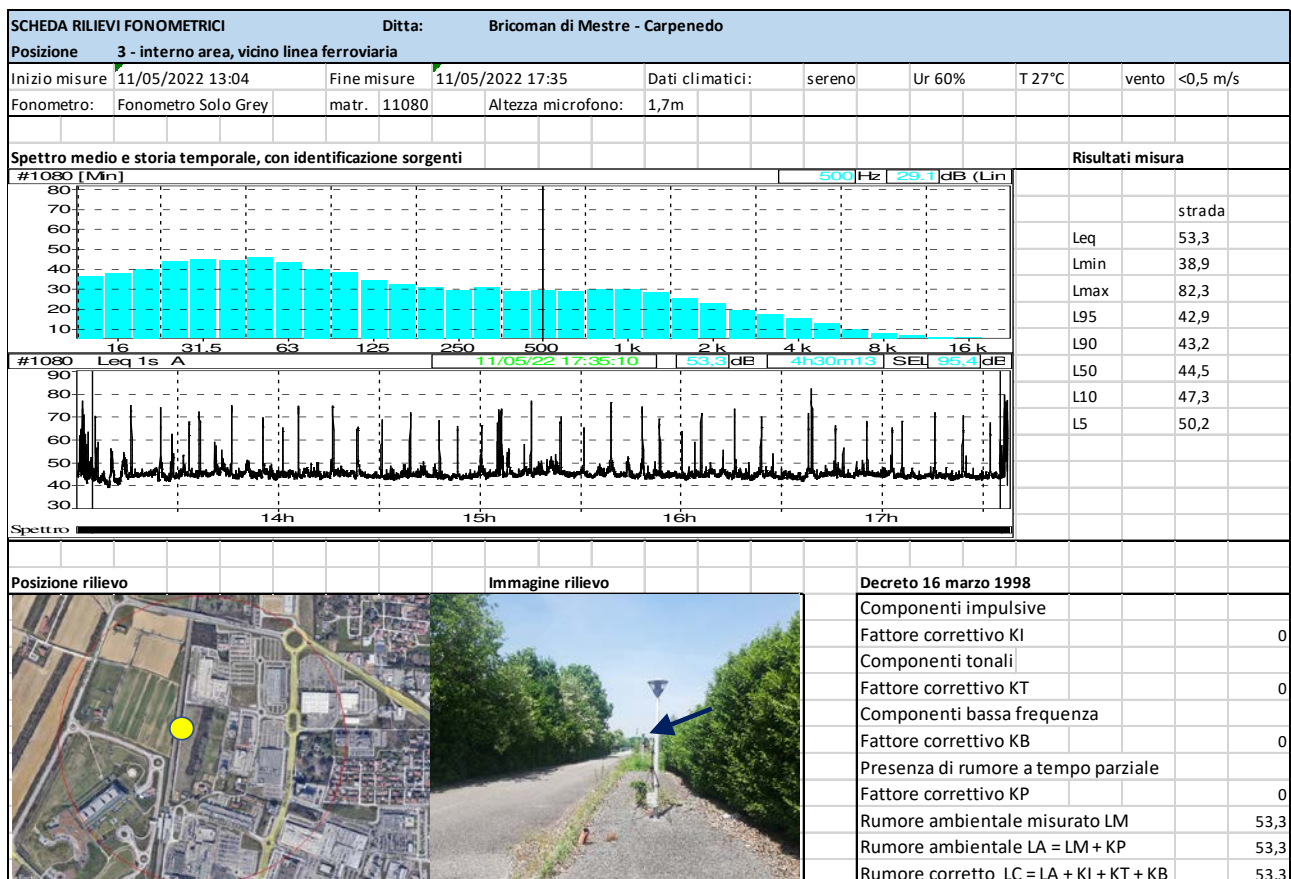 SCHEDA RILIEVI FONOMETRICI Ditta: Bricoman di Mestre - Carpenedo
Posizione 3 - interno area, vicino linea ferroviaria
Inizio misure 11/05/2022 13:04 Fine misure 11/05/2022 17:35 Dati climatici: sereno Ur 60% T 27°C vento <0,5 m/s
Fonometro: Fonometro Solo Grey matr. 11080 Altezza microfono: 1,7m
Spettro medio e storia temporale, con identificazione sorgenti Risultati misura
#1080 [Min] 500 Hz 29.1 dB (Lin
80
70
60
50
40
30
20
10
16 31.5 63 125 250 500 1 k 2 k 4 k 8 k 16 k
#1080 Leq 1s A 11/05/22 17:35:10 53.3 dB 4h30m13 SEL 95.4 dB
90
80
70
60
50
40
30
14h 15h 16h 17h
Spettro
strada
Leq 53,3
Lmin 38,9
Lmax 82,3
L95 42,9
L90 43,2
L50 44,5
L10 47,3
L5 50,2
Posizione rilievo Immagine rilievo Decreto 16 marzo 1998
Componenti impulsive
Fattore correttivo KI 0
Componenti tonali
Fattore correttivo KT 0
Componenti bassa frequenza
Fattore correttivo KB 0
Presenza di rumore a tempo parziale
Fattore correttivo KP 0
Rumore ambientale misurato LM 53,3
Rumore ambientale LA = LM + KP 53,3
Rumore corretto LC = LA + KI + KT + KB 53,3